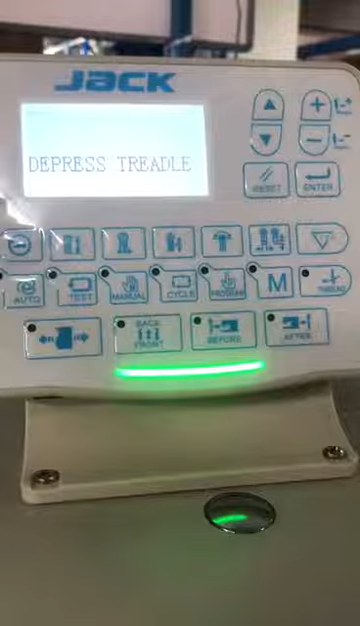 JACK
DEPRESS TREADLE
RESET
ENTER
AUTO
TEST
MANUAL
CYCLE
PROGRAM
M
THREAD
n
n
BACK
FRONT
BEFORE
AFTER